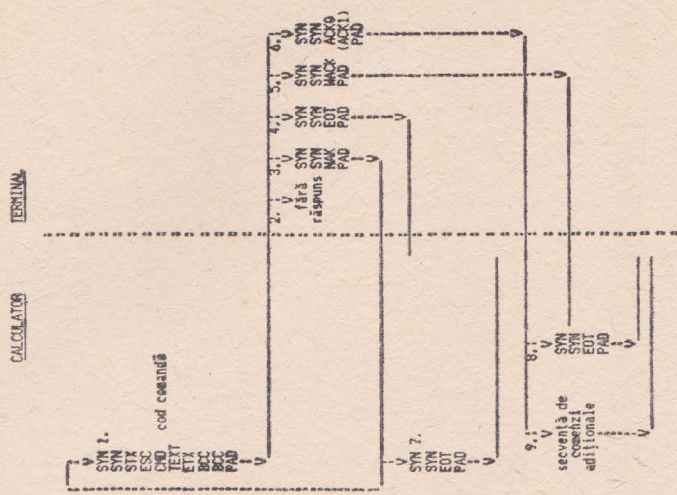 CALCULATOR
TERMINAL
SYN 1.
SYN
STX
ESC
CMD cod comandă
TEXT
ETX
BCC
BCC
PAD
2.
fără
răspuns
3.
SYN
SYN
NAK
PAD
4.
SYN
SYN
EOT
PAD
5.
SYN
SYN
WACK
PAD
6.
SYN
SYN
ACK0
(ACK1)
PAD
SYN 7.
SYN
EOT
PAD
8.
SYN
SYN
EOT
PAD
9.
secvenţă de
comenzi
adiţionale